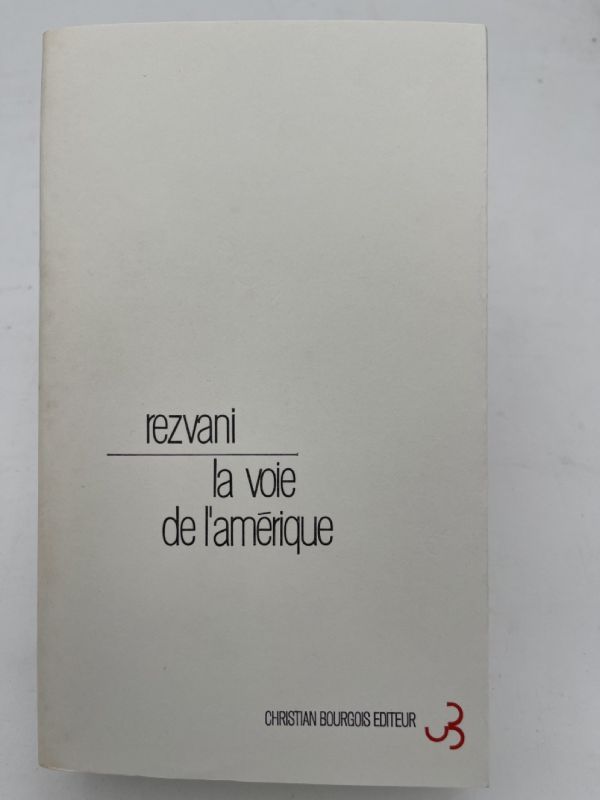 rezvani
la voie
de l'amérique
CHRISTIAN BOURGOIS EDITEUR